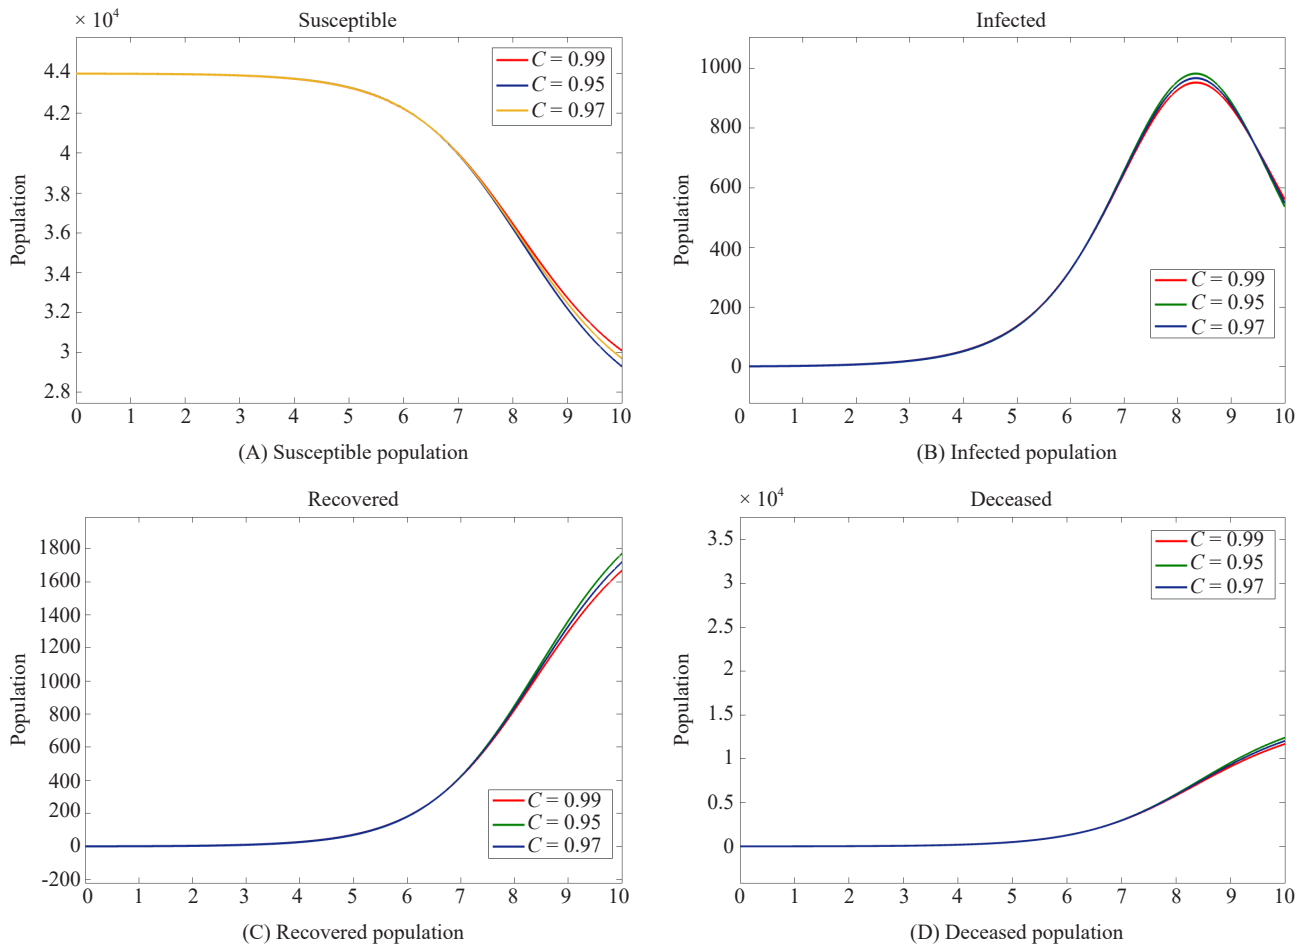 × 10⁴
Susceptible
4.4
4.2
4
3.8
3.6
3.4
3.2
3
2.8
Population
C = 0.99
C = 0.95
C = 0.97
0 1 2 3 4 5 6 7 8 9 10
(A) Susceptible population
Infected
1000
800
600
400
200
0
Population
C = 0.99
C = 0.95
C = 0.97
0 1 2 3 4 5 6 7 8 9 10
(B) Infected population
Recovered
1800
1600
1400
1200
1000
800
600
400
200
0
-200
Population
C = 0.99
C = 0.95
C = 0.97
0 1 2 3 4 5 6 7 8 9 10
(C) Recovered population
× 10⁴
Deceased
3.5
3
2.5
2
1.5
1
0.5
0
Population
C = 0.99
C = 0.95
C = 0.97
0 1 2 3 4 5 6 7 8 9 10
(D) Deceased population